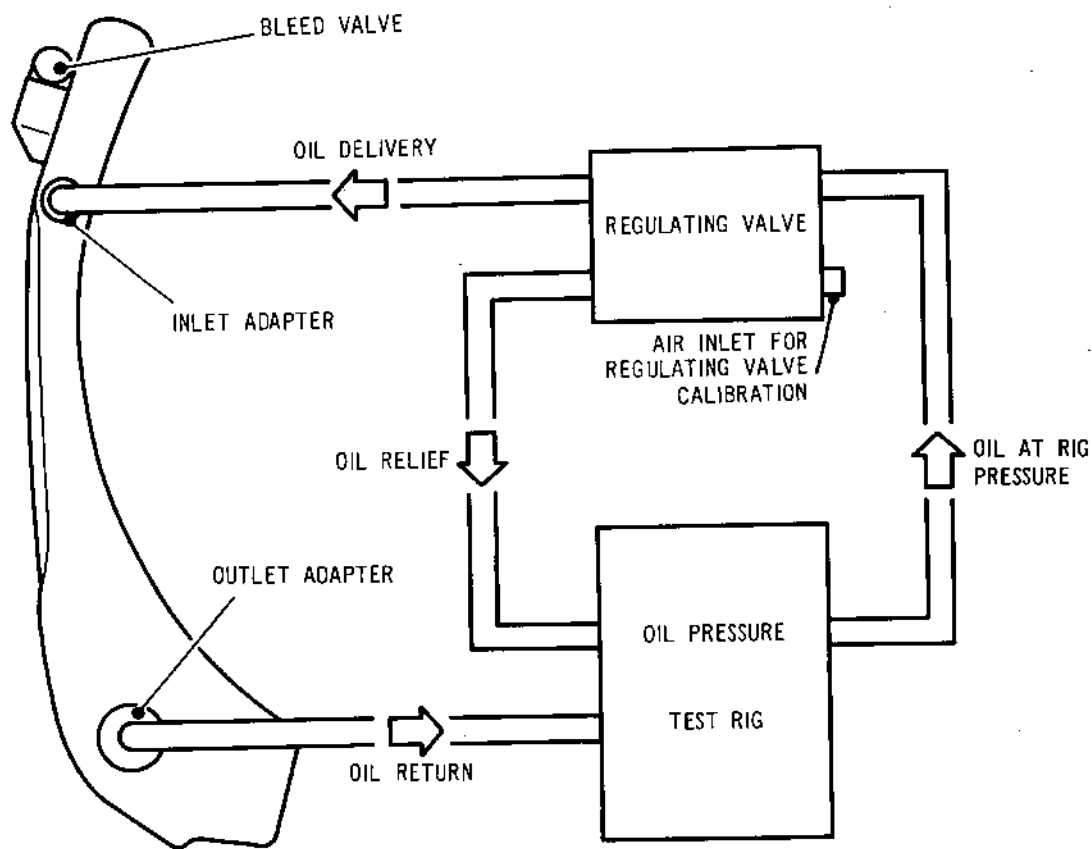 BLEED VALVE
OIL DELIVERY
REGULATING VALVE
INLET ADAPTER
AIR INLET FOR
REGULATING VALVE
CALIBRATION
OIL RELIEF
OIL AT RIG
PRESSURE
OUTLET ADAPTER
OIL PRESSURE
TEST RIG
OIL RETURN